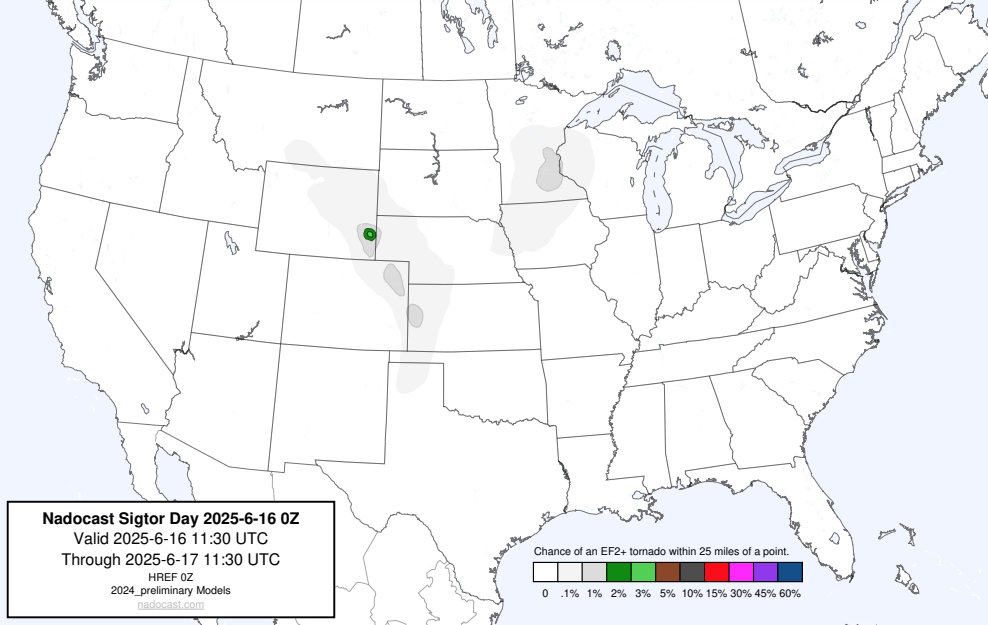 Nadocast Sigtor Day 2025-6-16 0Z
Valid 2025-6-16 11:30 UTC
Through 2025-6-17 11:30 UTC
HREF 0Z
2024_preliminary Models
nadocast.com
Chance of an EF2+ tornado within 25 miles of a point.
0 .1% 1% 2% 3% 5% 10% 15% 30% 45% 60%